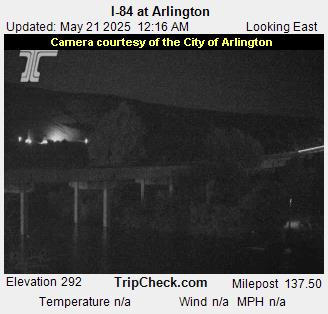 I-84 at Arlington
Updated: May 21 2025 12:16 AM Looking East
Camera courtesy of the City of Arlington
Elevation 292 TripCheck.com Milepost 137.50
Temperature n/a Wind n/a MPH n/a